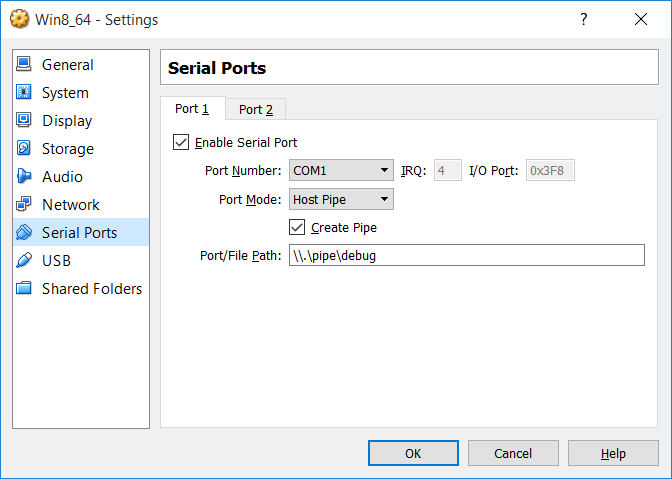 Win8_64 - Settings
?
General
System
Display
Storage
Audio
Network
Serial Ports
USB
Shared Folders
Serial Ports
Port 1 Port 2
Enable Serial Port
Port Number: COM1 IRQ: 4 I/O Port: 0x3F8
Port Mode: Host Pipe
Create Pipe
Port/File Path: \\.\pipe\debug
OK Cancel Help